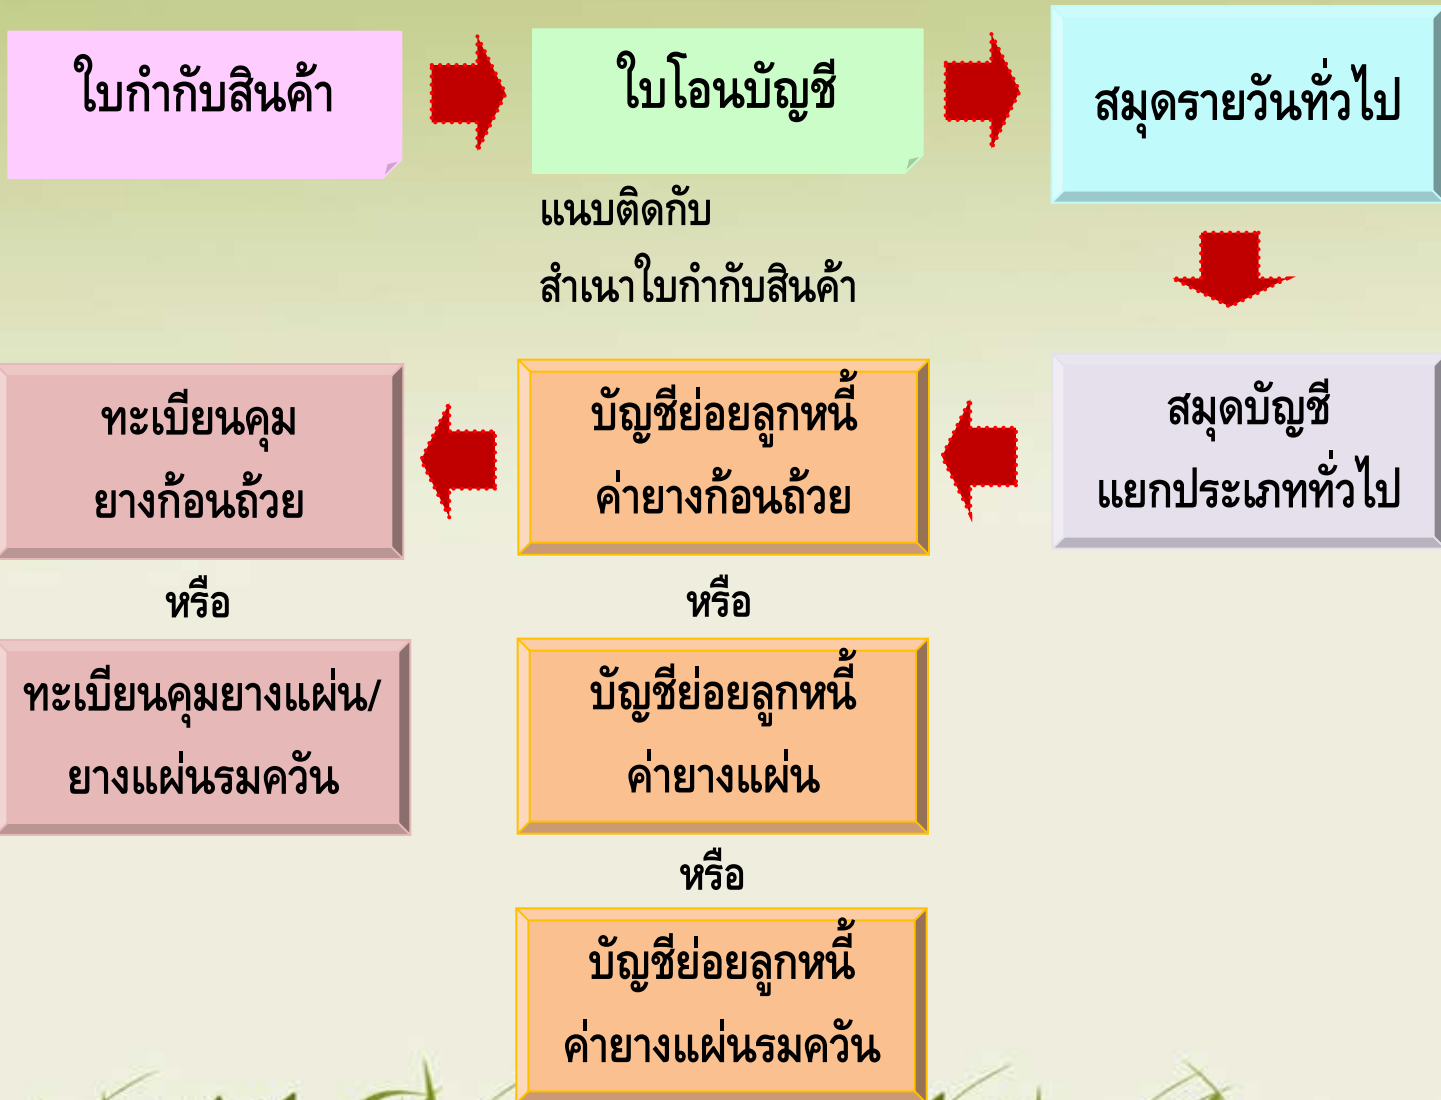 ใบกำกับสินค้า
ใบโอนบัญชี
สมุดรายวันทั่วไป
แนบติดกับ
สำเนาใบกำกับสินค้า
สมุดบัญชี
แยกประเภททั่วไป
บัญชีย่อยลูกหนี้
ค่ายางก้อนถ้วย
ทะเบียนคุม
ยางก้อนถ้วย
หรือ
หรือ
บัญชีย่อยลูกหนี้
ค่ายางแผ่น
ทะเบียนคุมยางแผ่น/
ยางแผ่นรมควัน
หรือ
บัญชีย่อยลูกหนี้
ค่ายางแผ่นรมควัน